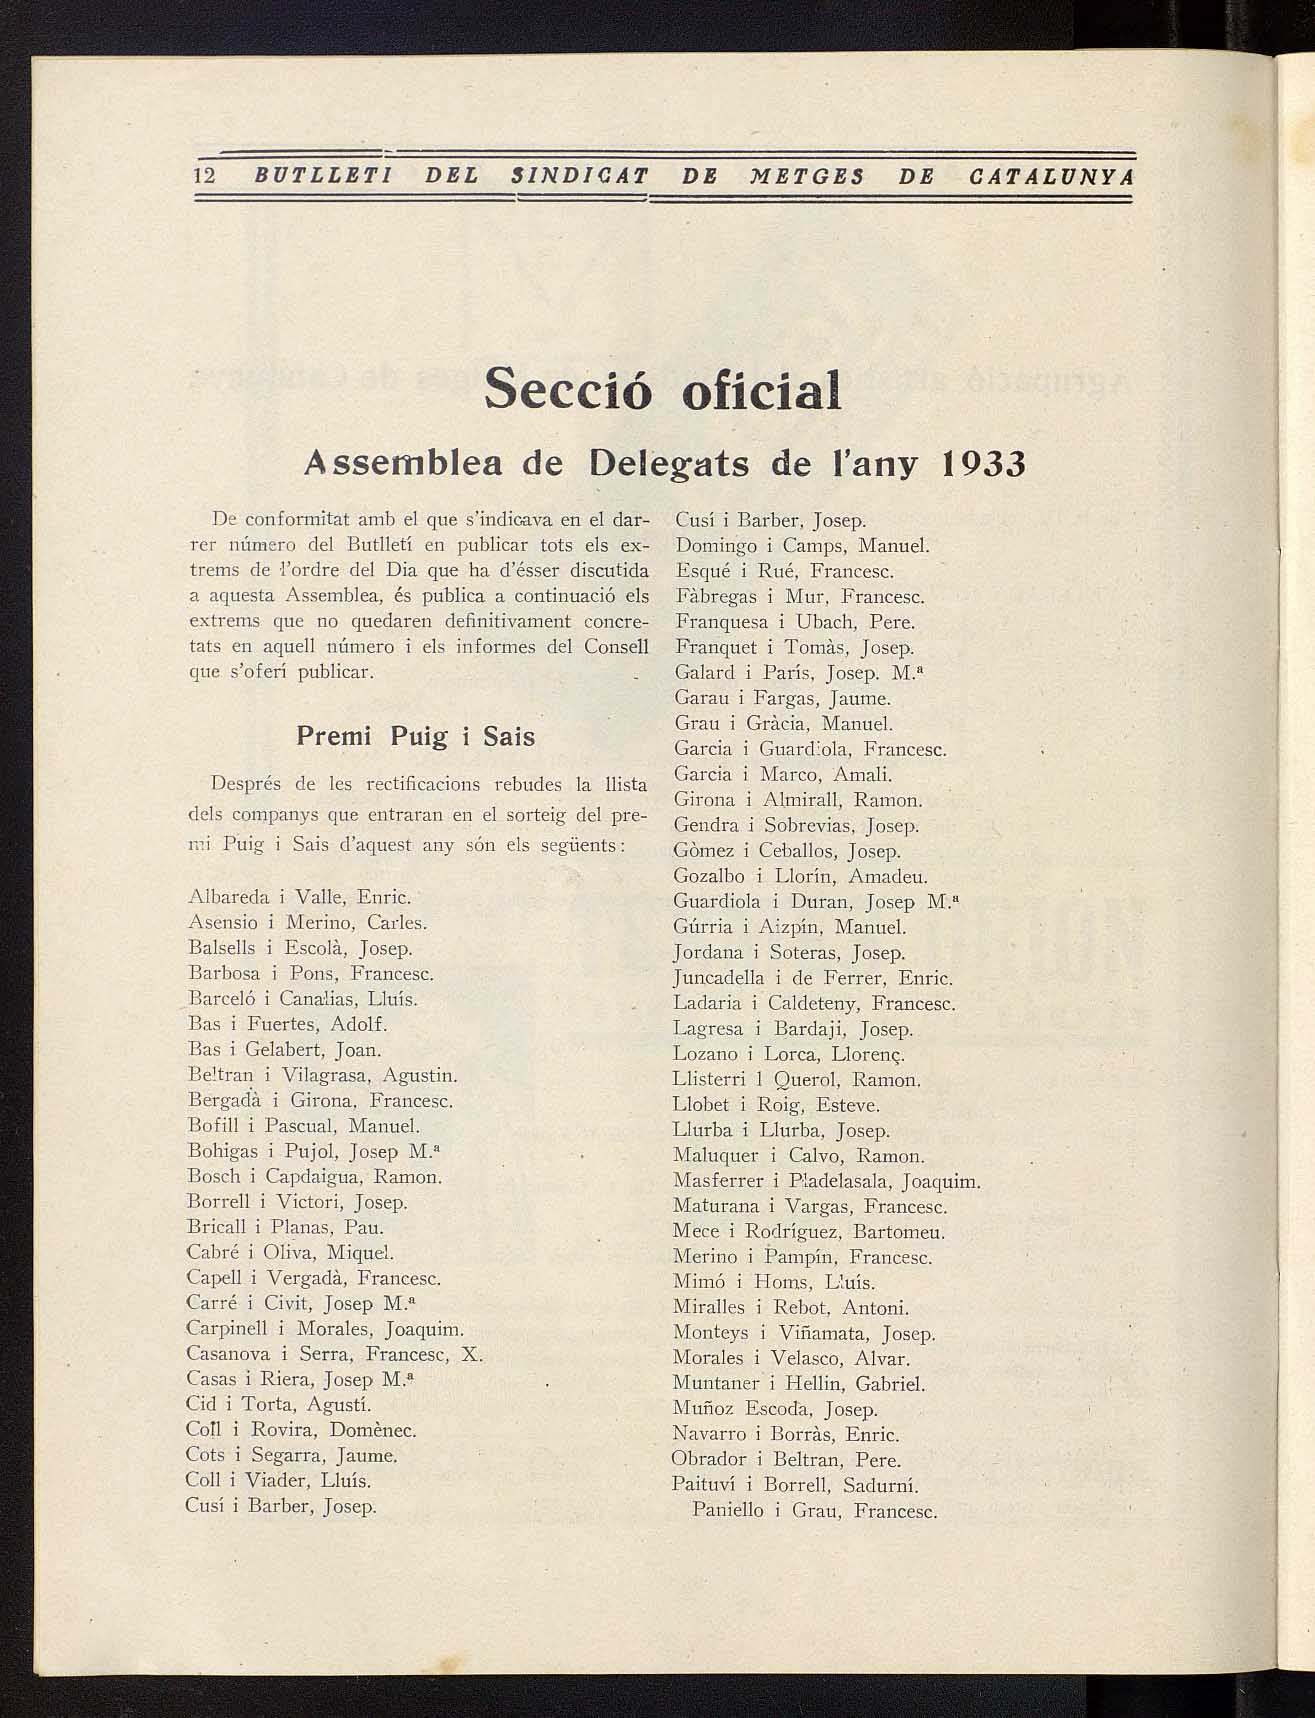 12 BUTLLETI DEL SINDICAT DE METGES DE CATALUNYA
Secció oficial
Assemblea de Delegats de l'any 1933
De conformitat amb el que s'indicava en el dar-
rer número del Butlletí en publicar tots els ex-
trems de l'ordre del Dia que ha d'ésser discutida
a aquesta Assemblea, és publica a continuació els
extrems que no quedaren definitivament concre-
tats en aquell número i els informes del Consell
que s'oferí publicar.
Premi Puig i Sais
Després de les rectificacions rebudes la llista
dels companys que entraran en el sorteig del pre-
mi Puig i Sais d'aquest any són els següents:
Albareda i Valle, Enric.
Asensio i Merino, Carles.
Balsells i Escolà, Josep.
Barbosa i Pons, Francesc.
Barceló i Canalias, Lluís.
Bas i Fuertes, Adolf.
Bas i Gelabert, Joan.
Beltran i Vilagrasa, Agustin.
Bergadà i Girona, Francesc.
Bofill i Pascual, Manuel.
Bohigas i Pujol, Josep M.ª
Bosch i Capdaigua, Ramon.
Borrell i Victori, Josep.
Bricall i Planas, Pau.
Cabré i Oliva, Miquel.
Capell i Vergadà, Francesc.
Carré i Civit, Josep M.ª
Carpinell i Morales, Joaquim.
Casanova i Serra, Francesc, X.
Casas i Riera, Josep M.ª
Cid i Torta, Agustí.
Coll i Rovira, Domènec.
Cots i Segarra, Jaume.
Coll i Viader, Lluís.
Cusí i Barber, Josep.
Cusí i Barber, Josep.
Domingo i Camps, Manuel.
Esqué i Rué, Francesc.
Fàbregas i Mur, Francesc.
Franquesa i Ubach, Pere.
Franquet i Tomàs, Josep.
Galard i París, Josep. M.ª
Garau i Fargas, Jaume.
Grau i Gràcia, Manuel.
Garcia i Guardiola, Francesc.
Garcia i Marco, Amali.
Girona i Almirall, Ramon.
Gendra i Sobrevias, Josep.
Gòmez i Ceballos, Josep.
Gozalbo i Llorín, Amadeu.
Guardiola i Duran, Josep M.ª
Gúrria i Aizpín, Manuel.
Jordana i Soteras, Josep.
Juncadella i de Ferrer, Enric.
Ladaria i Caldeteny, Francesc.
Lagresa i Bardaji, Josep.
Lozano i Lorca, Llorenç.
Llisterri l Querol, Ramon.
Llobet i Roig, Esteve.
Llurba i Llurba, Josep.
Maluquer i Calvo, Ramon.
Masferrer i Pladelasala, Joaquim.
Maturana i Vargas, Francesc.
Mece i Rodríguez, Bartomeu.
Merino i Pampín, Francesc.
Mimó i Homs, Lluís.
Miralles i Rebot, Antoni.
Monteys i Viñamata, Josep.
Morales i Velasco, Alvar.
Muntaner i Hellin, Gabriel.
Muñoz Escoda, Josep.
Navarro i Borràs, Enric.
Obrador i Beltran, Pere.
Paituví i Borrell, Sadurní.
Paniello i Grau, Francesc.